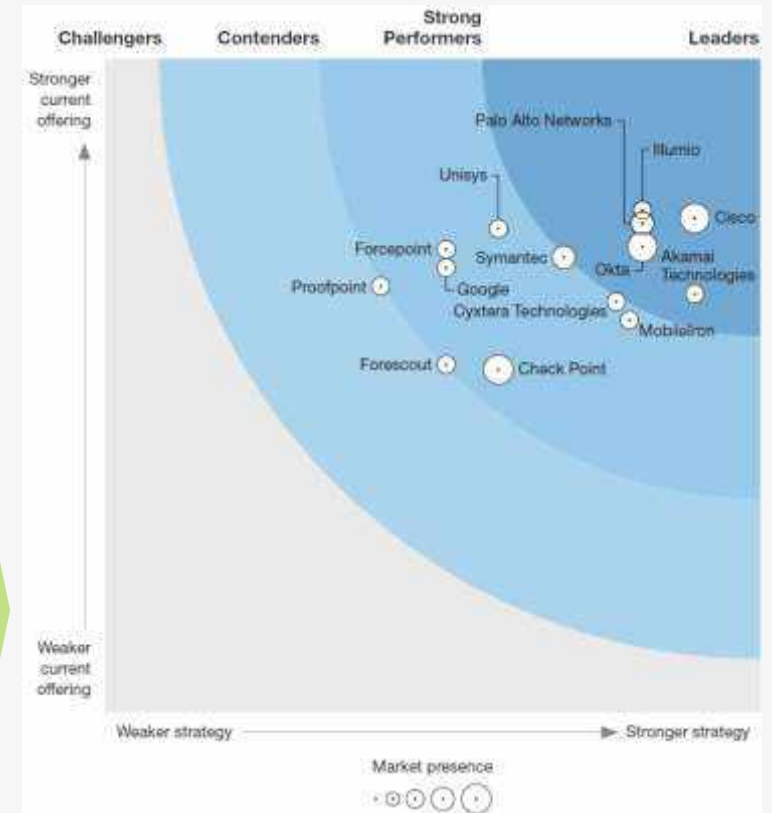 Challengers
Contenders
Strong
Performers
Leaders
Stronger
current
offering
Palo Alto Networks
Illumio
Unisys
Cisco
Forcepoint
Symantec
Okta
Akamai
Technologies
Proofpoint
Google
Cyxtera Technologies
MobileIron
Forescout
Check Point
Weaker
current
offering
Weaker strategy
Stronger strategy
Market presence